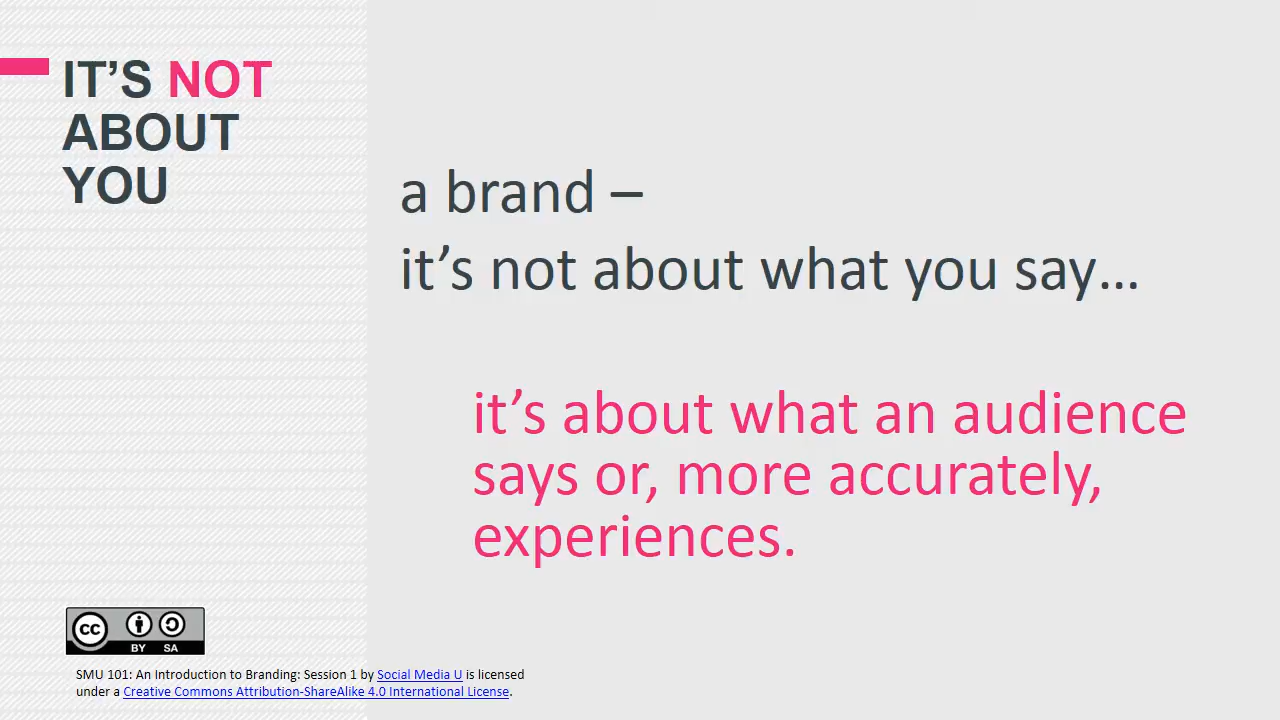 IT’S NOT
ABOUT
YOU
a brand –
it’s not about what you say…
it’s about what an audience
says or, more accurately,
experiences.
cc
BY SA
SMU 101: An Introduction to Branding: Session 1 by Social Media U is licensed
under a Creative Commons Attribution-ShareAlike 4.0 International License.